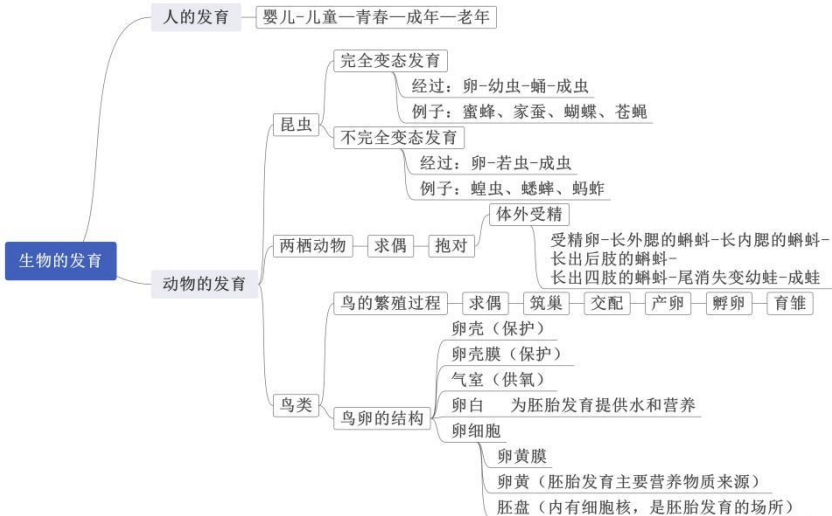 生物的发育
人的发育
婴儿-儿童—青春—成年—老年
动物的发育
昆虫
完全变态发育
经过：卵-幼虫-蛹-成虫
例子：蜜蜂、家蚕、蝴蝶、苍蝇
不完全变态发育
经过：卵-若虫-成虫
例子：蝗虫、蟋蟀、蚂蚱
两栖动物
求偶
抱对
体外受精
受精卵-长外腮的蝌蚪-长内腮的蝌蚪-
长出后肢的蝌蚪-
长出四肢的蝌蚪-尾消失变幼蛙-成蛙
鸟类
鸟的繁殖过程
求偶
筑巢
交配
产卵
孵卵
育雏
鸟卵的结构
卵壳（保护）
卵壳膜（保护）
气室（供氧）
卵白 为胚胎发育提供水和营养
卵细胞
卵黄膜
卵黄（胚胎发育主要营养物质来源）
胚盘（内有细胞核，是胚胎发育的场所）